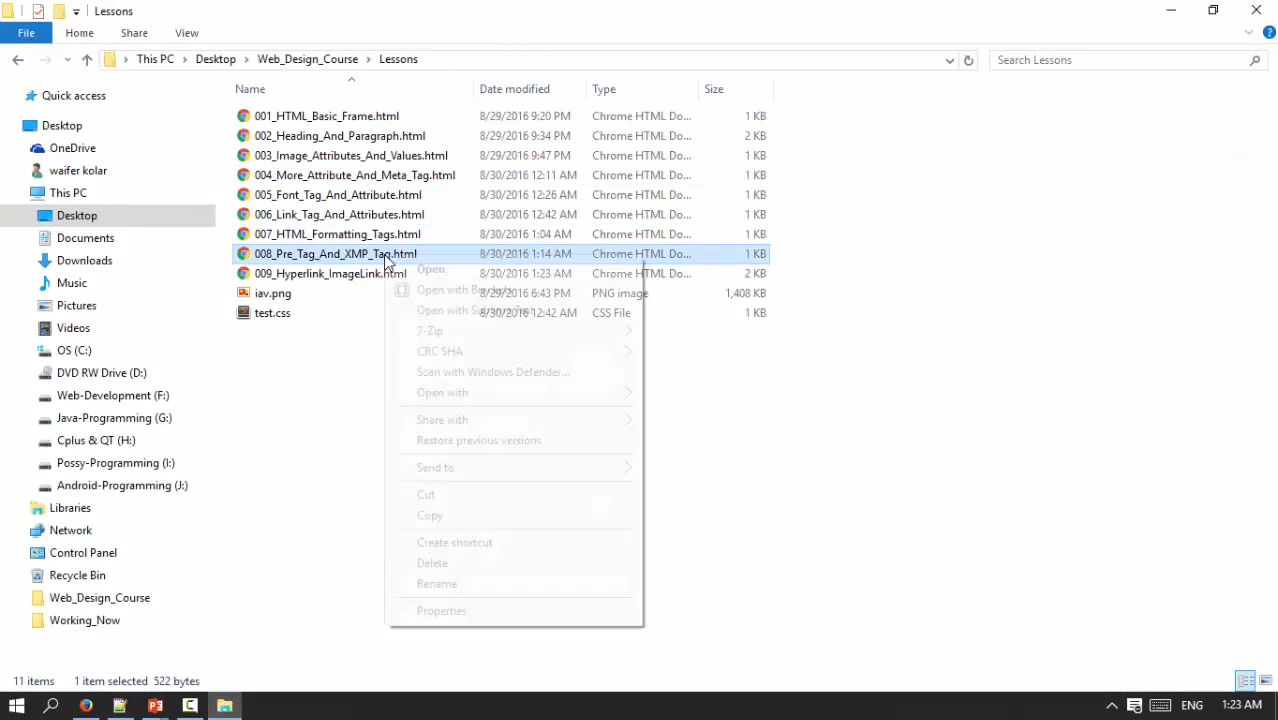 Lessons
File Home Share View
This PC Desktop Web_Design_Course Lessons
Search Lessons
Quick access
Desktop
OneDrive
waifer kolar
This PC
Desktop
Documents
Downloads
Music
Pictures
Videos
OS (C:)
DVD RW Drive (D:)
Web-Development (F:)
Java-Programming (G:)
Cplus & QT (H:)
Possy-Programming (I:)
Android-Programming (J:)
Libraries
Network
Control Panel
Recycle Bin
Web_Design_Course
Working_Now
Name Date modified Type Size
001_HTML_Basic_Frame.html 8/29/2016 9:20 PM Chrome HTML Do... 1 KB
002_Heading_And_Paragraph.html 8/29/2016 9:34 PM Chrome HTML Do... 2 KB
003_Image_Attributes_And_Values.html 8/29/2016 9:47 PM Chrome HTML Do... 1 KB
004_More_Attribute_And_Meta_Tag.html 8/30/2016 12:11 AM Chrome HTML Do... 1 KB
005_Font_Tag_And_Attribute.html 8/30/2016 12:26 AM Chrome HTML Do... 1 KB
006_Link_Tag_And_Attributes.html 8/30/2016 12:42 AM Chrome HTML Do... 1 KB
007_HTML_Formatting_Tags.html 8/30/2016 1:04 AM Chrome HTML Do... 1 KB
008_Pre_Tag_And_XMP_Tag.html 8/30/2016 1:14 AM Chrome HTML Do... 1 KB
009_Hyperlink_ImageLink.html 8/30/2016 1:23 AM Chrome HTML Do... 2 KB
iav.png 8/29/2016 6:43 PM PNG image 1,408 KB
test.css 8/30/2016 12:42 AM CSS File 1 KB
Open
Open with
Open with
7-Zip
CRC SHA
Scan with Windows Defender...
Open with
Share with
Restore previous versions
Send to
Cut
Copy
Create shortcut
Delete
Rename
Properties
11 items 1 item selected 522 bytes
ENG 1:23 AM